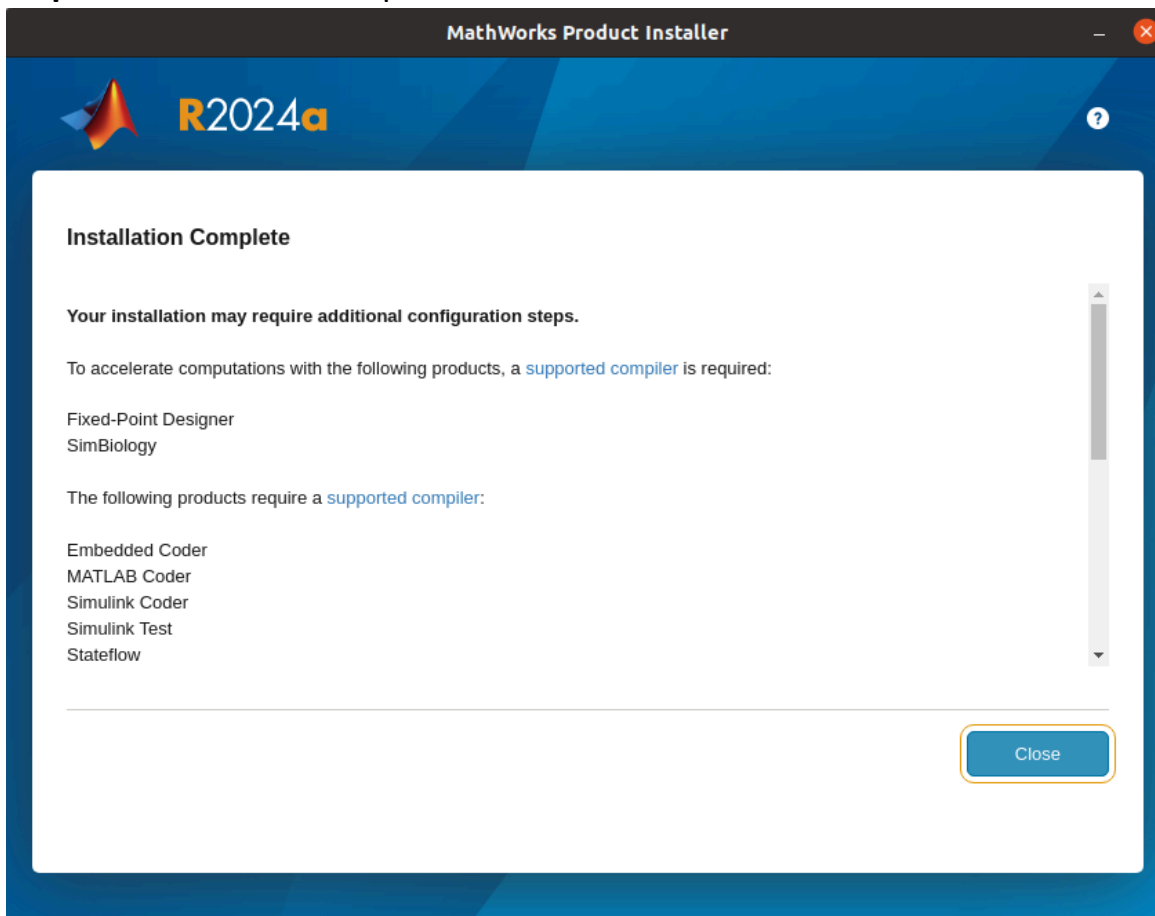 MathWorks Product Installer
R2024a
?
Installation Complete
Your installation may require additional configuration steps.
To accelerate computations with the following products, a supported compiler is required:
Fixed-Point Designer
SimBiology
The following products require a supported compiler:
Embedded Coder
MATLAB Coder
Simulink Coder
Simulink Test
Stateflow
Close